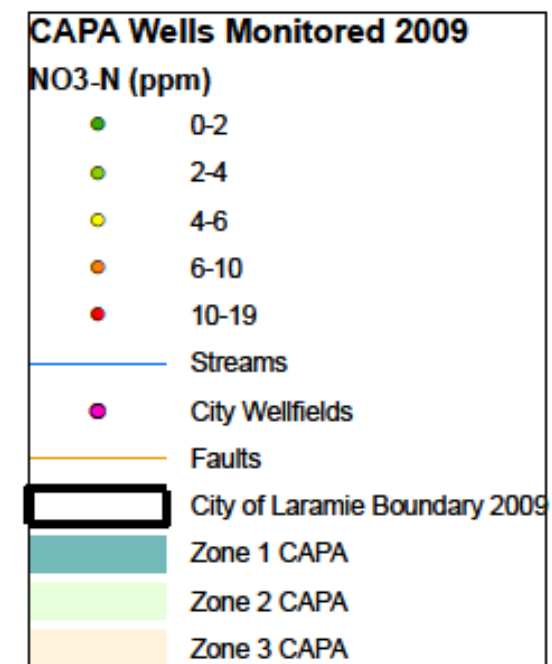 CAPA Wells Monitored 2009
NO3-N (ppm)
0-2
2-4
4-6
6-10
10-19
Streams
City Wellfields
Faults
City of Laramie Boundary 2009
Zone 1 CAPA
Zone 2 CAPA
Zone 3 CAPA